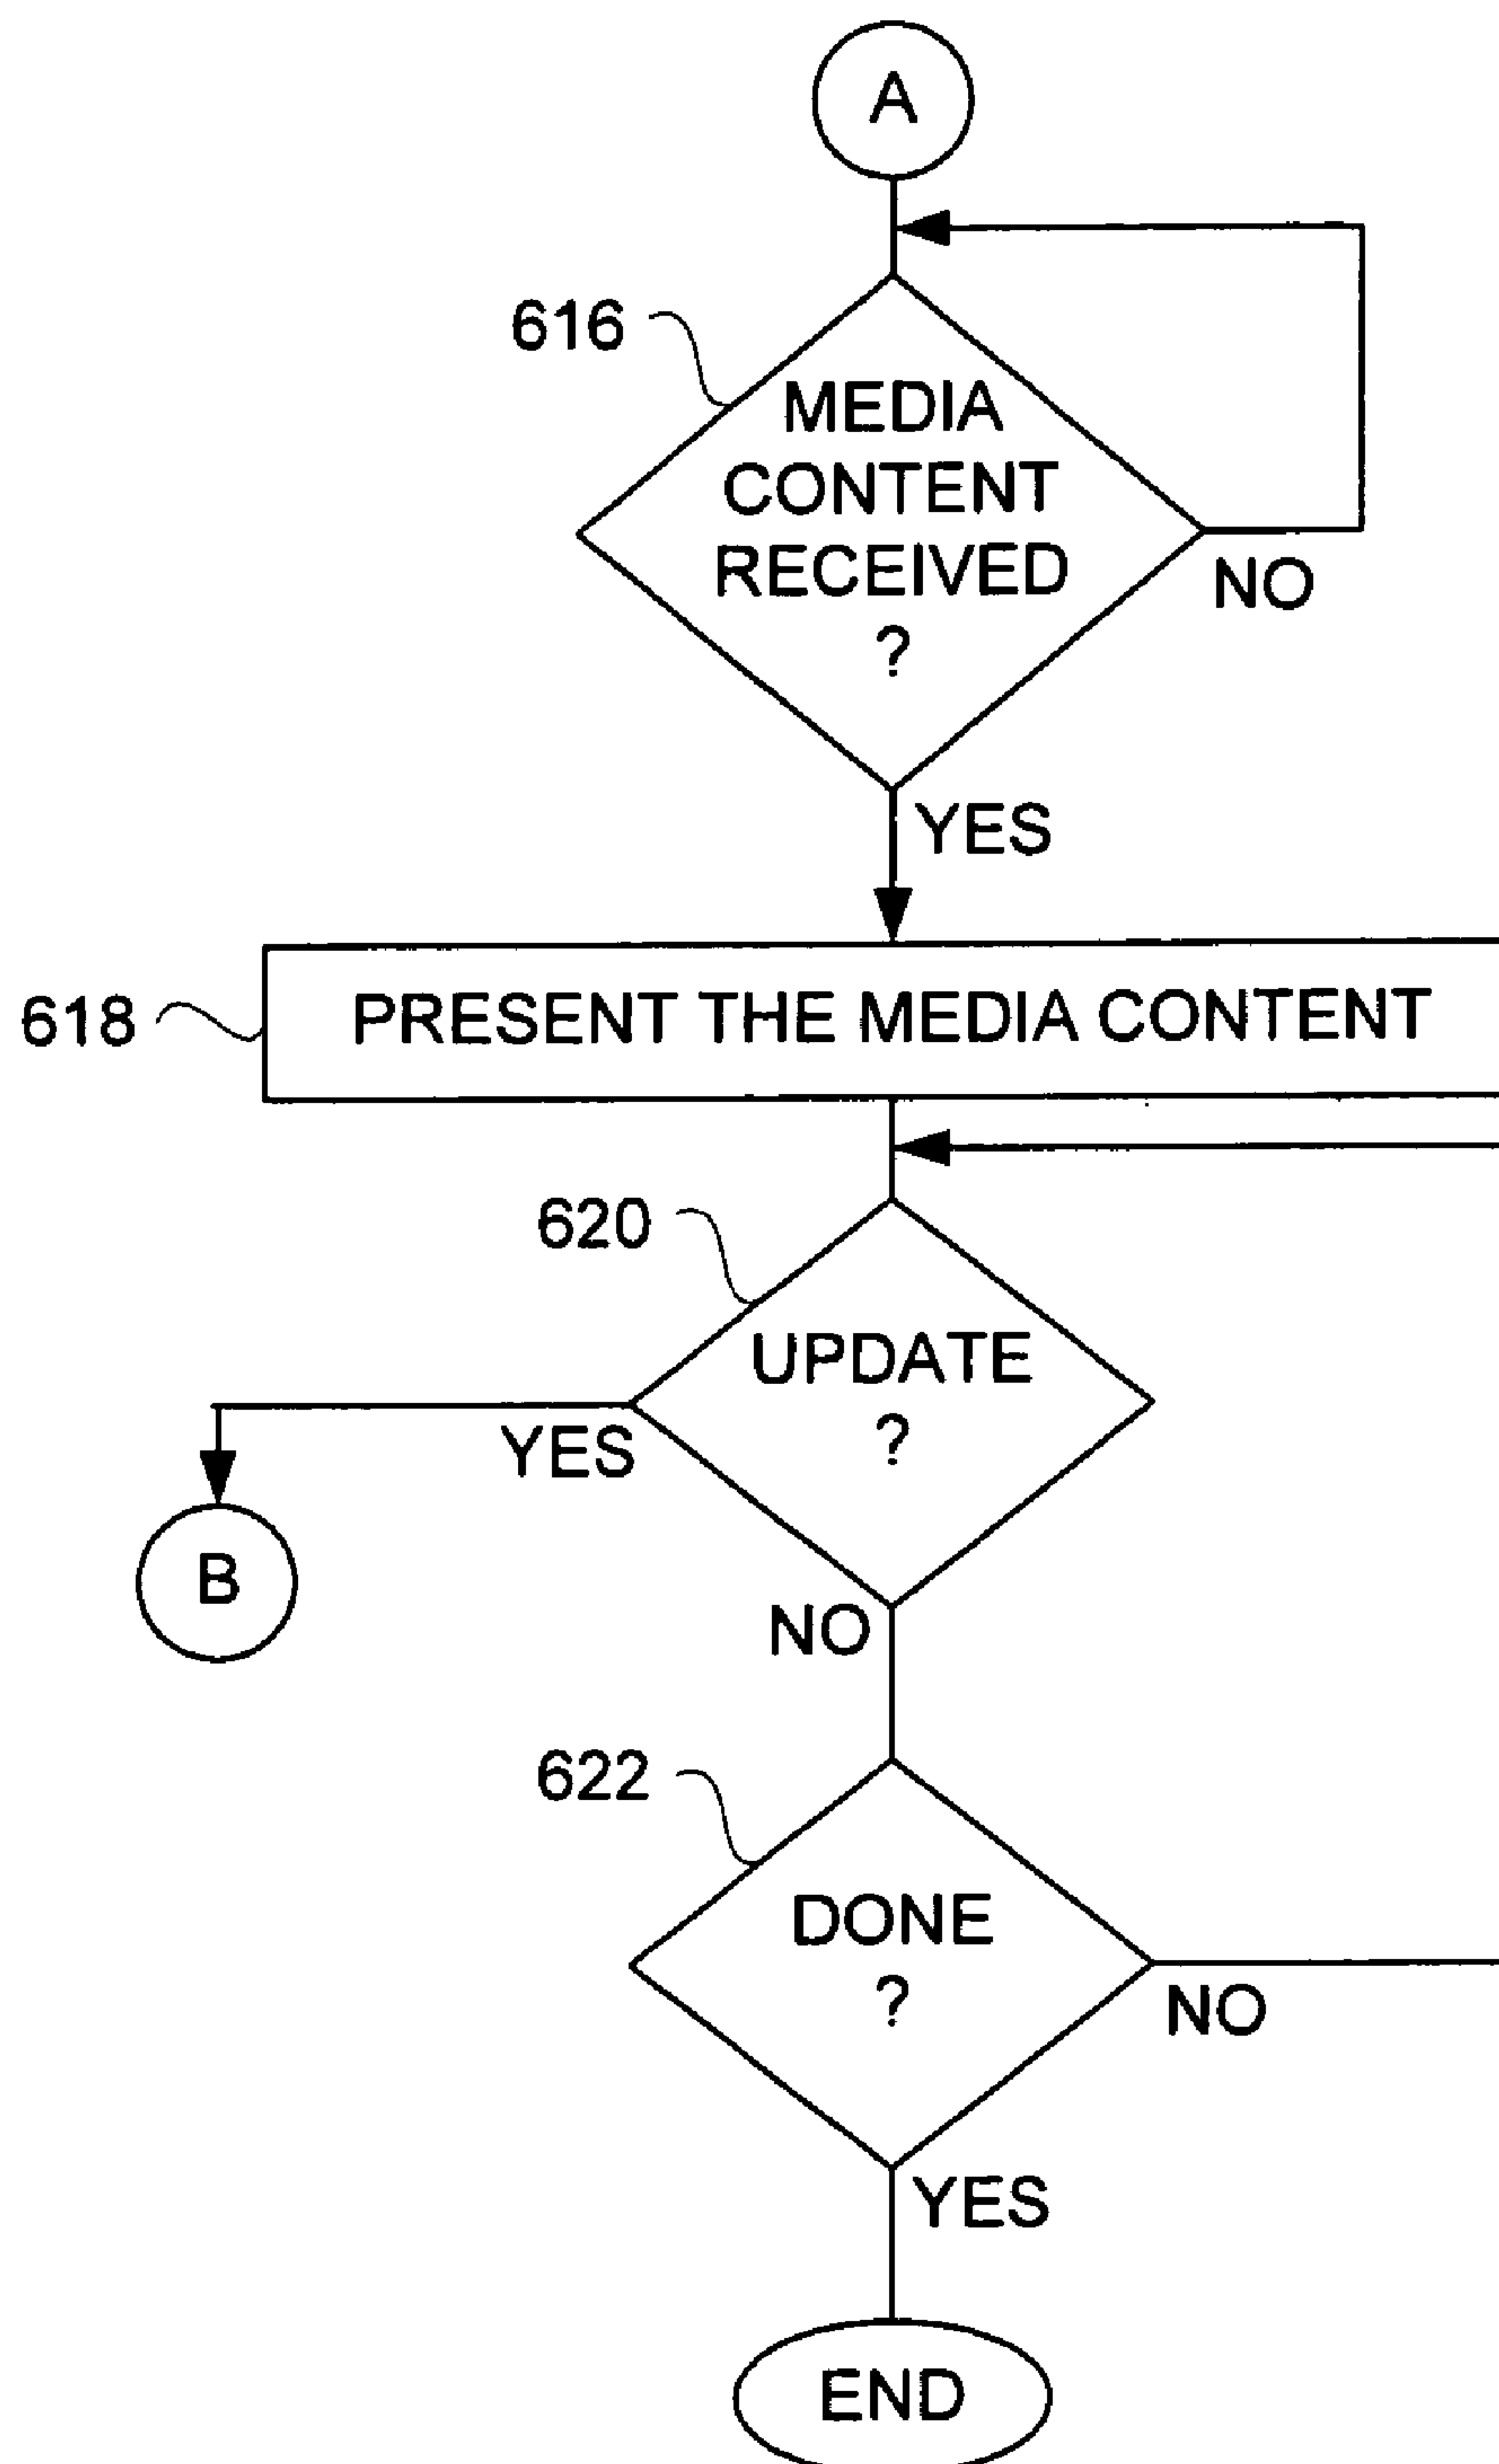 A
616
MEDIA
CONTENT
RECEIVED
?
NO
YES
618
PRESENT THE MEDIA CONTENT
620
UPDATE
?
YES
B
NO
622
DONE
?
NO
YES
END